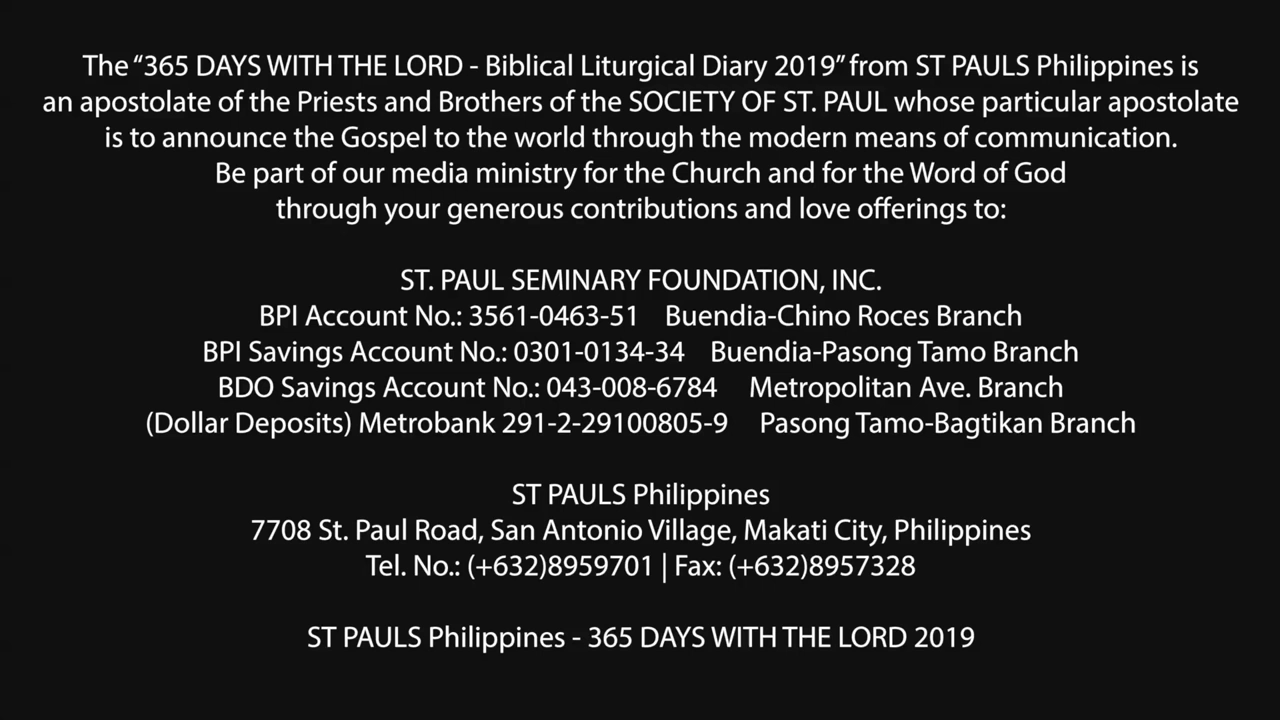 The “365 DAYS WITH THE LORD - Biblical Liturgical Diary 2019” from ST PAULS Philippines is
an apostolate of the Priests and Brothers of the SOCIETY OF ST. PAUL whose particular apostolate
is to announce the Gospel to the world through the modern means of communication.
Be part of our media ministry for the Church and for the Word of God
through your generous contributions and love offerings to:
ST. PAUL SEMINARY FOUNDATION, INC.
BPI Account No.: 3561-0463-51 Buendia-Chino Roces Branch
BPI Savings Account No.: 0301-0134-34 Buendia-Pasong Tamo Branch
BDO Savings Account No.: 043-008-6784 Metropolitan Ave. Branch
(Dollar Deposits) Metrobank 291-2-29100805-9 Pasong Tamo-Bagtikan Branch
ST PAULS Philippines
7708 St. Paul Road, San Antonio Village, Makati City, Philippines
Tel. No.: (+632)8959701 | Fax: (+632)8957328
ST PAULS Philippines - 365 DAYS WITH THE LORD 2019